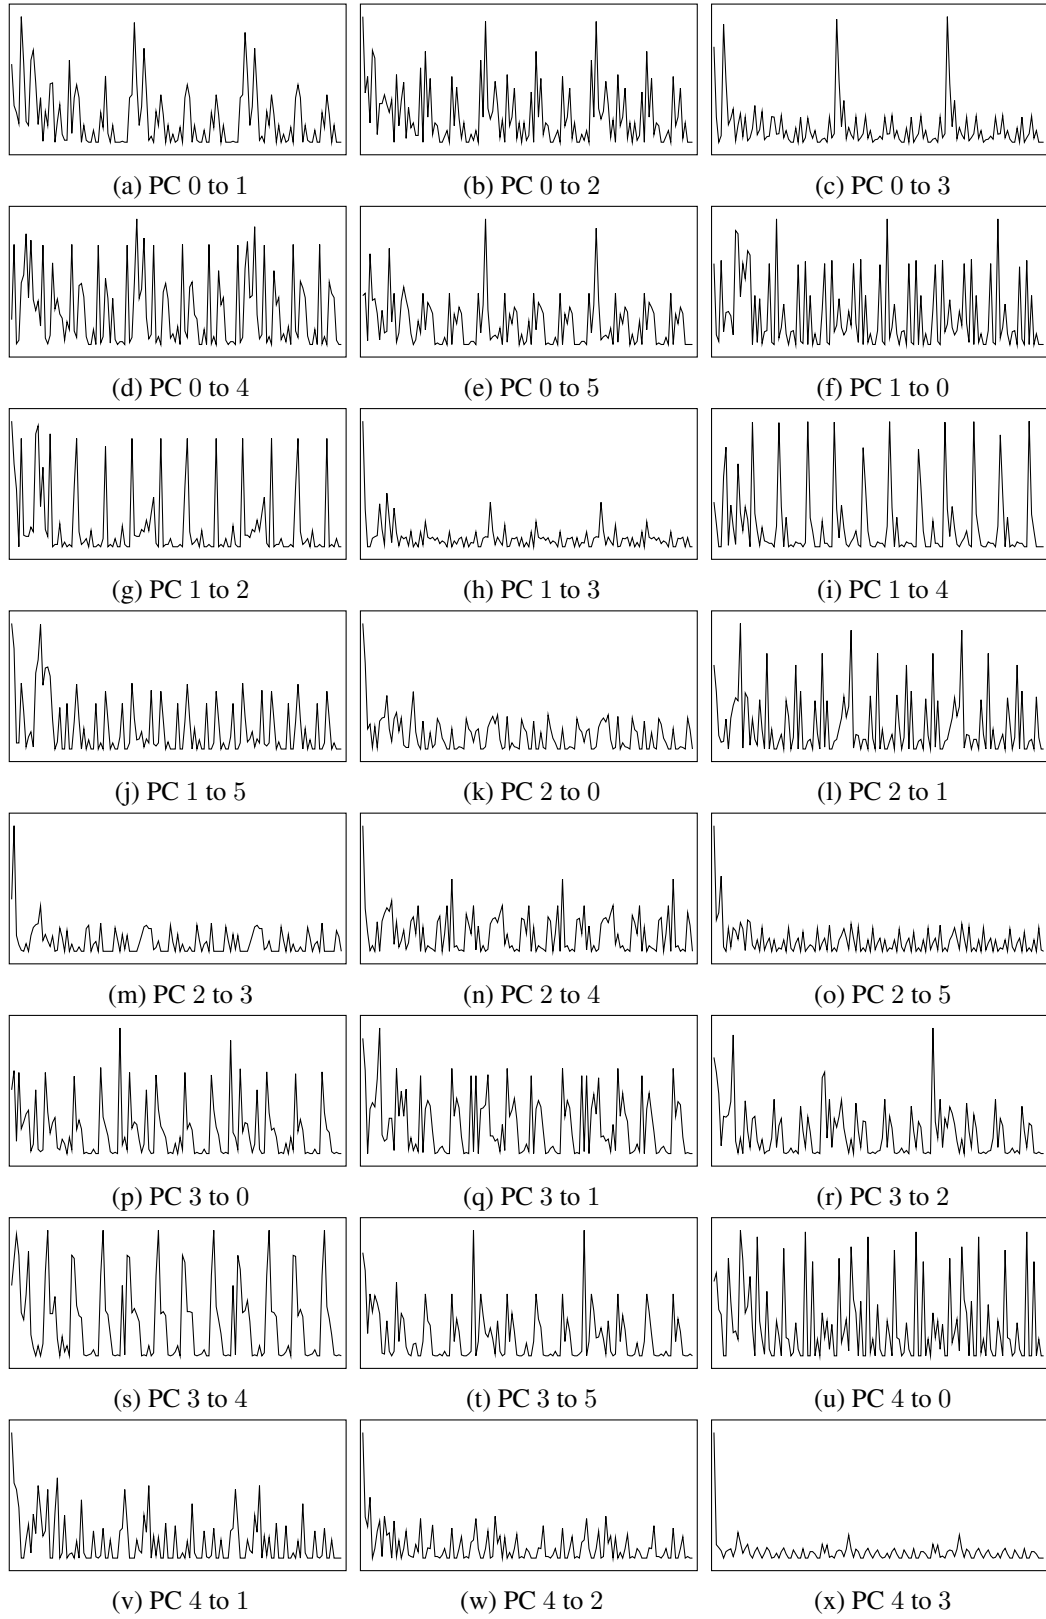 (a) PC 0 to 1 (b) PC 0 to 2 (c) PC 0 to 3
(d) PC 0 to 4 (e) PC 0 to 5 (f) PC 1 to 0
(g) PC 1 to 2 (h) PC 1 to 3 (i) PC 1 to 4
(j) PC 1 to 5 (k) PC 2 to 0 (l) PC 2 to 1
(m) PC 2 to 3 (n) PC 2 to 4 (o) PC 2 to 5
(p) PC 3 to 0 (q) PC 3 to 1 (r) PC 3 to 2
(s) PC 3 to 4 (t) PC 3 to 5 (u) PC 4 to 0
(v) PC 4 to 1 (w) PC 4 to 2 (x) PC 4 to 3